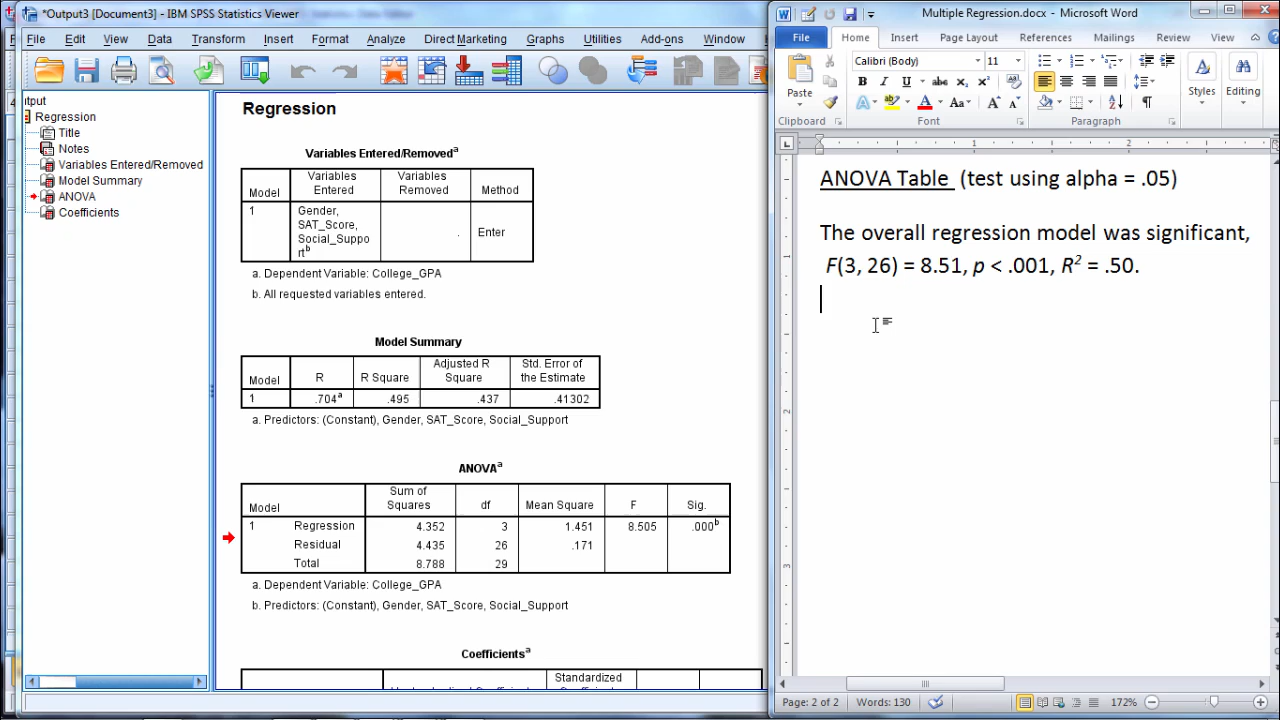 *Output3 [Document3] - IBM SPSS Statistics Viewer
File Edit View Data Transform Insert Format Analyze Direct Marketing Graphs Utilities Add-ons Window
Regression
Title
Notes
Variables Entered/Removed
Model Summary
ANOVA
Coefficients
Regression
Variables Entered/Removedᵃ
Model Variables Entered Variables Removed Method
1 Gender, SAT_Score, Social_Support ᵇ . Enter
a. Dependent Variable: College_GPA
b. All requested variables entered.
Model Summary
Model R R Square Adjusted R Square Std. Error of the Estimate
1 .704ᵃ .495 .437 .41302
a. Predictors: (Constant), Gender, SAT_Score, Social_Support
ANOVAᵃ
Model Sum of Squares df Mean Square F Sig.
1 Regression 4.352 3 1.451 8.505 .000ᵇ
Residual 4.435 26 .171
Total 8.788 29
a. Dependent Variable: College_GPA
b. Predictors: (Constant), Gender, SAT_Score, Social_Support
Coefficientsᵃ
Standardized
Multiple Regression.docx - Microsoft Word
File Home Insert Page Layout References Mailings Review View
Calibri (Body) 11
Paste Styles Editing
Clipboard Font Paragraph
1 2
ANOVA Table (test using alpha = .05)
The overall regression model was significant,
F(3, 26) = 8.51, p < .001, R² = .50.
Page: 2 of 2 Words: 130 172%